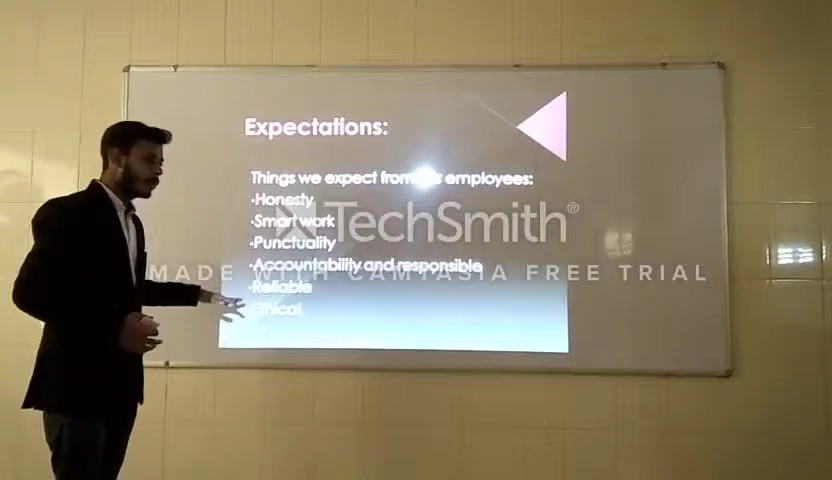 Expectations:
Things we expect from our employees:
•Honesty
•Smart work
•Punctuality
•Accountability and responsible
•Reliable
•Ethical
TechSmith®
MADE WITH CAMTASIA FREE TRIAL